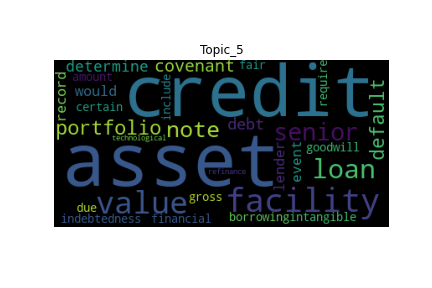 Topic_5
determine covenant fair
record amount would certain include credit require
portfolio note debt senior default
technological
asset lender event goodwill loan
refinance
value gross facility
due
indebtedness financial borrowing intangible